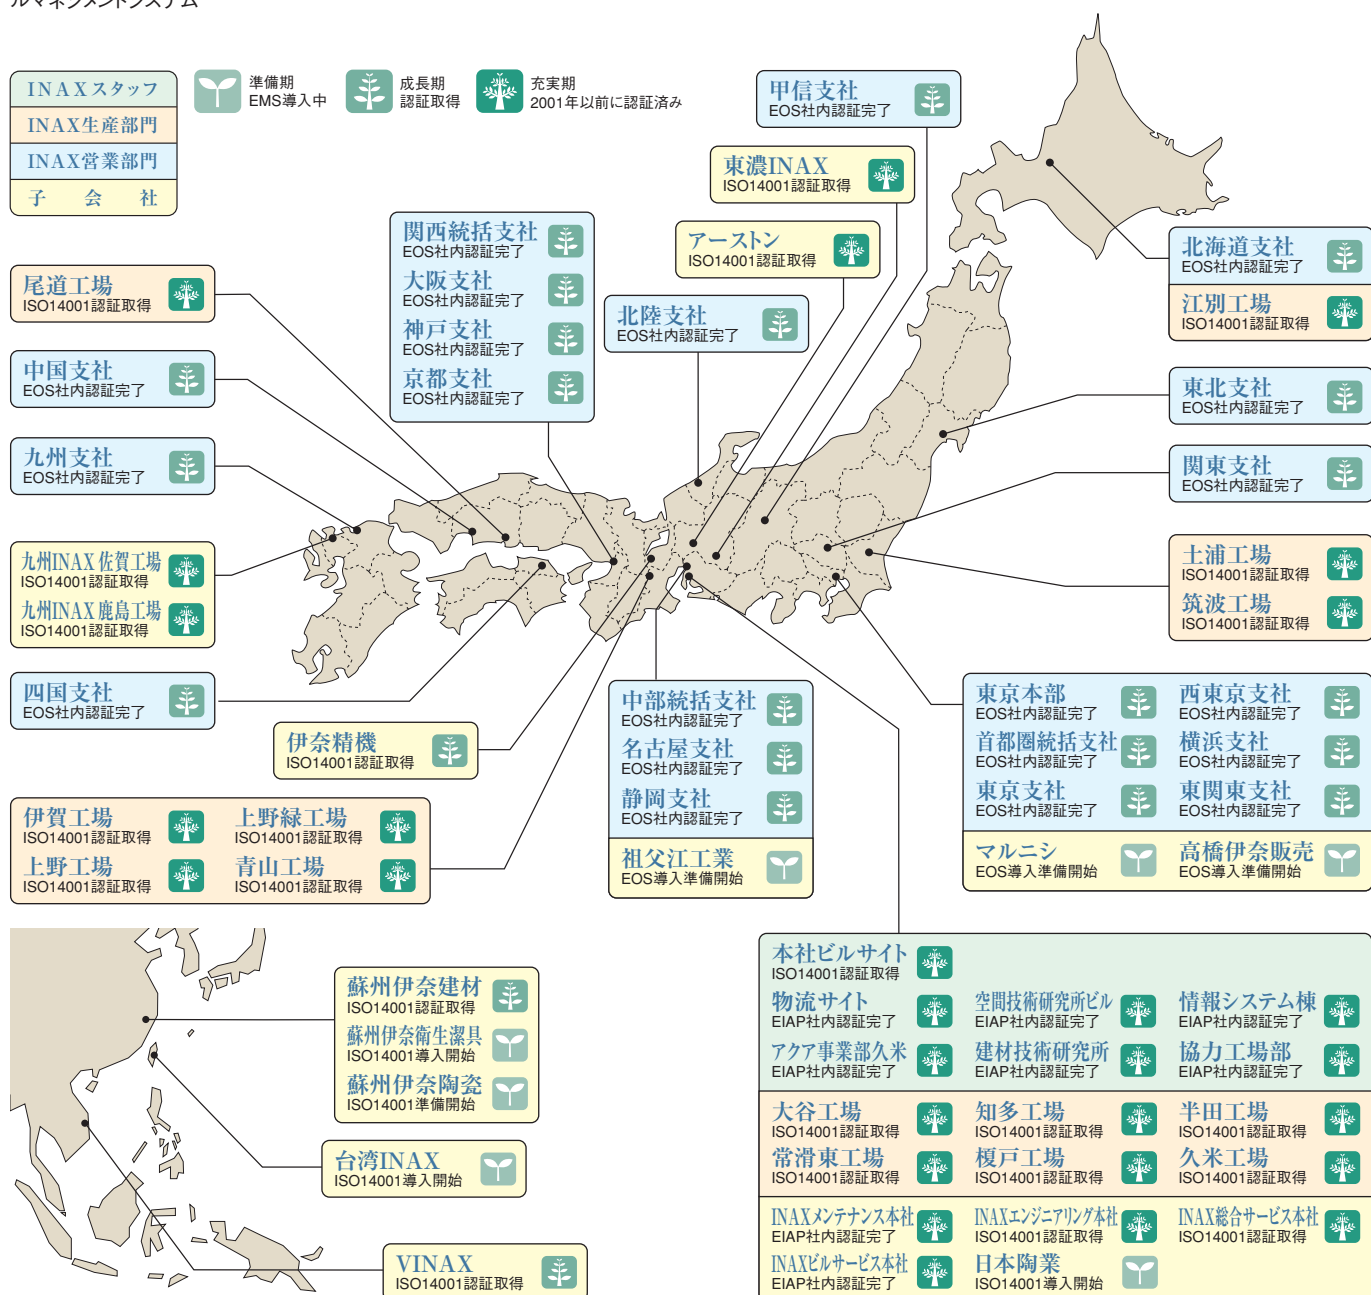 ルマネジメントシステム
INAXスタッフ
INAX生産部門
INAX営業部門
子会社
準備期
EMS導入中
成長期
認証取得
充実期
2001年以前に認証済み
甲信支社
EOS社内認証完了
東濃INAX
ISO14001認証取得
アーストン
ISO14001認証取得
北陸支社
EOS社内認証完了
関西統括支社
EOS社内認証完了
大阪支社
EOS社内認証完了
神戸支社
EOS社内認証完了
京都支社
EOS社内認証完了
尾道工場
ISO14001認証取得
中国支社
EOS社内認証完了
九州支社
EOS社内認証完了
九州INAX佐賀工場
ISO14001認証取得
九州INAX鹿島工場
ISO14001認証取得
四国支社
EOS社内認証完了
北海道支社
EOS社内認証完了
江別工場
ISO14001認証取得
東北支社
EOS社内認証完了
関東支社
EOS社内認証完了
土浦工場
ISO14001認証取得
筑波工場
ISO14001認証取得
伊奈精機
ISO14001認証取得
伊賀工場
ISO14001認証取得
上野緑工場
ISO14001認証取得
上野工場
ISO14001認証取得
青山工場
ISO14001認証取得
中部統括支社
EOS社内認証完了
名古屋支社
EOS社内認証完了
静岡支社
EOS社内認証完了
祖父江工業
EOS導入準備開始
東京本部
EOS社内認証完了
西東京支社
EOS社内認証完了
首都圏統括支社
EOS社内認証完了
横浜支社
EOS社内認証完了
東京支社
EOS社内認証完了
東関東支社
EOS社内認証完了
マルニシ
EOS導入準備開始
高橋伊奈販売
EOS導入準備開始
蘇州伊奈建材
ISO14001認証取得
蘇州伊奈衛生潔具
ISO14001導入開始
蘇州伊奈陶瓷
ISO14001準備開始
台湾INAX
ISO14001導入開始
VINAX
ISO14001認証取得
本社ビルサイト
ISO14001認証取得
物流サイト
EIAP社内認証完了
空間技術研究所ビル
EIAP社内認証完了
情報システム棟
EIAP社内認証完了
アクア事業部久米
EIAP社内認証完了
建材技術研究所
EIAP社内認証完了
協力工場部
EIAP社内認証完了
大谷工場
ISO14001認証取得
知多工場
ISO14001認証取得
半田工場
ISO14001認証取得
常滑東工場
ISO14001認証取得
榎戸工場
ISO14001認証取得
久米工場
ISO14001認証取得
INAXメンテナンス本社
EIAP社内認証完了
INAXエンジニアリング本社
ISO14001認証取得
INAX総合サービス本社
ISO14001認証取得
INAXビルサービス本社
EIAP社内認証完了
日本陶業
ISO14001導入開始